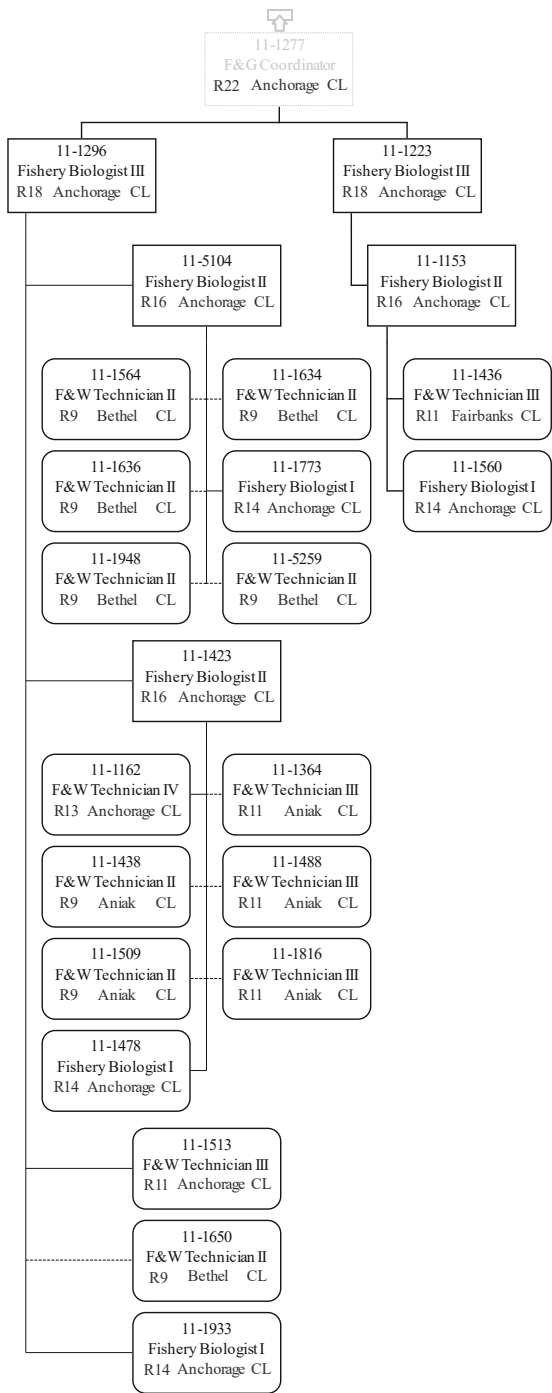 11-1277
F&G Coordinator
R22 Anchorage CL
11-1296
Fishery Biologist III
R18 Anchorage CL
11-1223
Fishery Biologist III
R18 Anchorage CL
11-5104
Fishery Biologist II
R16 Anchorage CL
11-1153
Fishery Biologist II
R16 Anchorage CL
11-1564
F&W Technician II
R9 Bethel CL
11-1634
F&W Technician II
R9 Bethel CL
11-1436
F&W Technician III
R11 Fairbanks CL
11-1636
F&W Technician II
R9 Bethel CL
11-1773
Fishery Biologist I
R14 Anchorage CL
11-1560
Fishery Biologist I
R14 Anchorage CL
11-1948
F&W Technician II
R9 Bethel CL
11-5259
F&W Technician II
R9 Bethel CL
11-1423
Fishery Biologist II
R16 Anchorage CL
11-1162
F&W Technician IV
R13 Anchorage CL
11-1364
F&W Technician III
R11 Aniak CL
11-1438
F&W Technician II
R9 Aniak CL
11-1488
F&W Technician III
R11 Aniak CL
11-1509
F&W Technician II
R9 Aniak CL
11-1816
F&W Technician III
R11 Aniak CL
11-1478
Fishery Biologist I
R14 Anchorage CL
11-1513
F&W Technician III
R11 Anchorage CL
11-1650
F&W Technician II
R9 Bethel CL
11-1933
Fishery Biologist I
R14 Anchorage CL